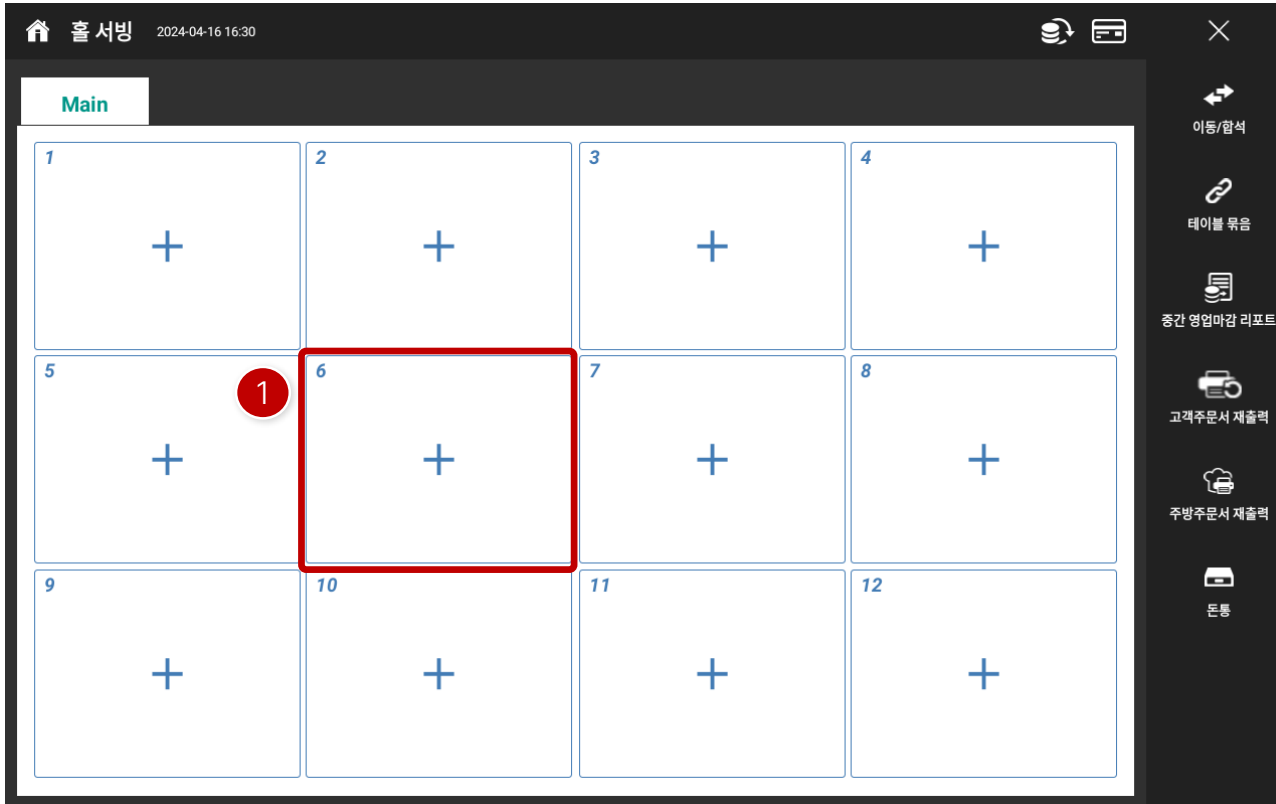 홀 서빙 2024-04-16 16:30
Main
1 2 3 4
5 1 6 7 8
9 10 11 12
이동/합석
테이블 묶음
중간 영업마감 리포트
고객주문서 재출력
주방주문서 재출력
돈통